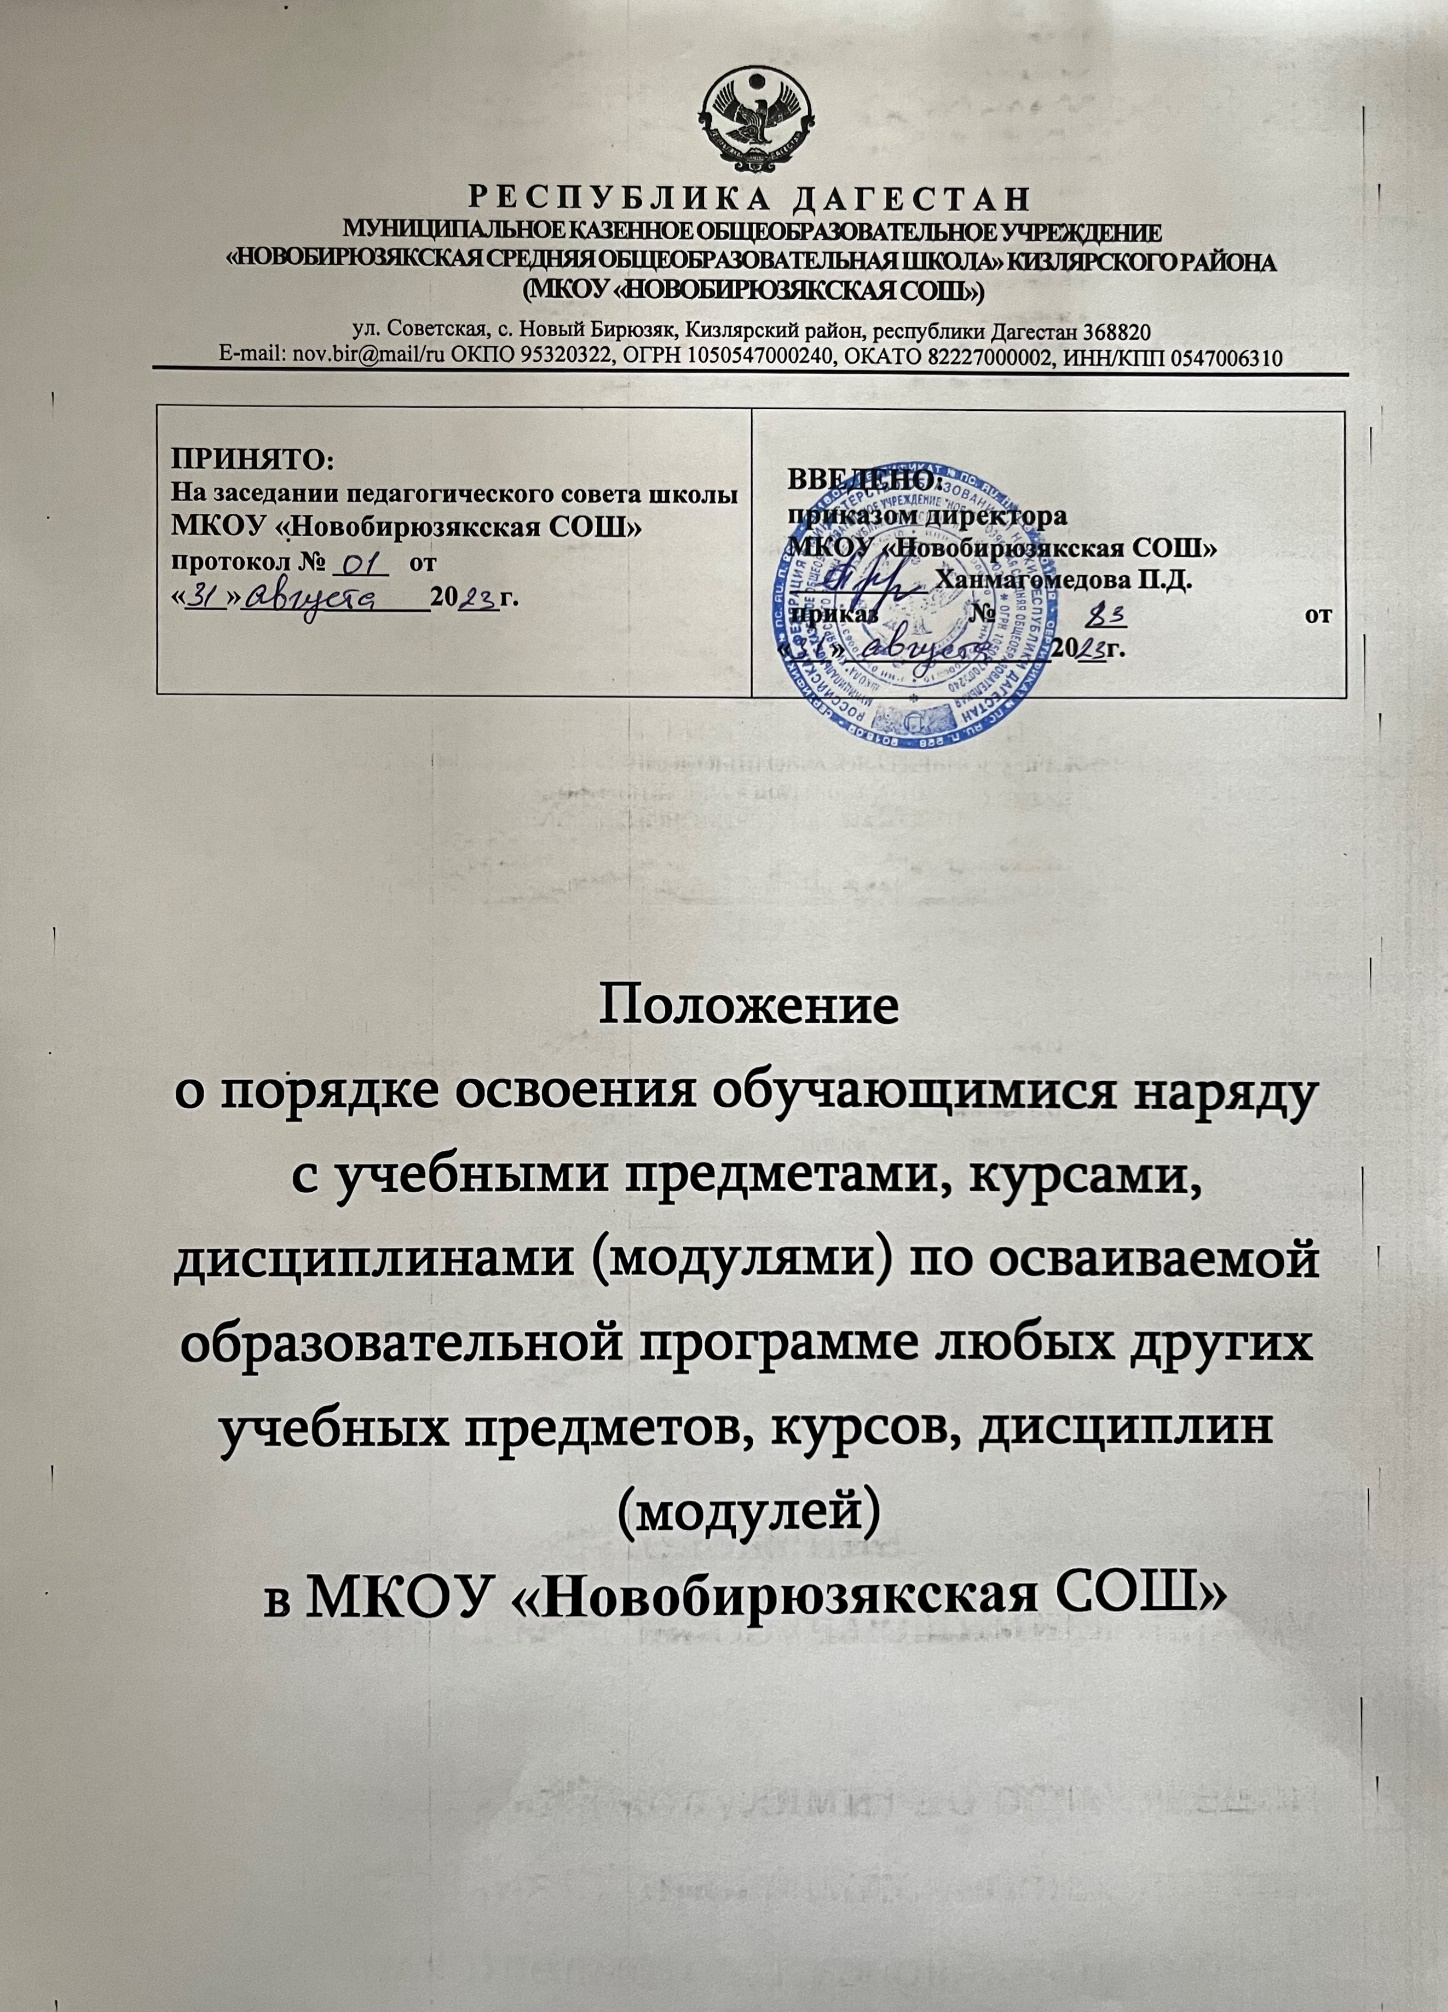 РЕСПУБЛИКА ДАГЕСТАН
МУНИЦИПАЛЬНОЕ КАЗЕННОЕ ОБЩЕОБРАЗОВАТЕЛЬНОЕ УЧРЕЖДЕНИЕ
«НОВОБИРЮЗЯКСКАЯ СРЕДНЯЯ ОБЩЕОБРАЗОВАТЕЛЬНАЯ ШКОЛА» КИЗЛЯРСКОГО РАЙОНА
(МКОУ «НОВОБИРЮЗЯКСКАЯ СОШ»)
ул. Советская, с. Новый Бирюзяк, Кизлярский район, республики Дагестан 368820
E-mail: nov.bir@mail/ru ОКПО 95320322, ОГРН 1050547000240, ОКАТО 82227000002, ИНН/КПП 0547006310
ПРИНЯТО:
На заседании педагогического совета школы
МКОУ «Новобирюзякская СОШ»
протокол № 01 от
«31» августа 2023г.
ВВЕДЕНО:
приказом директора
МКОУ «Новобирюзякская СОШ»
Ханмагомедова П.Д.
приказ № 83 от
«31» августа 2023г.
Положение
о порядке освоения обучающимися наряду
с учебными предметами, курсами,
дисциплинами (модулями) по осваиваемой
образовательной программе любых других
учебных предметов, курсов, дисциплин
(модулей)
в МКОУ «Новобирюзякская СОШ»